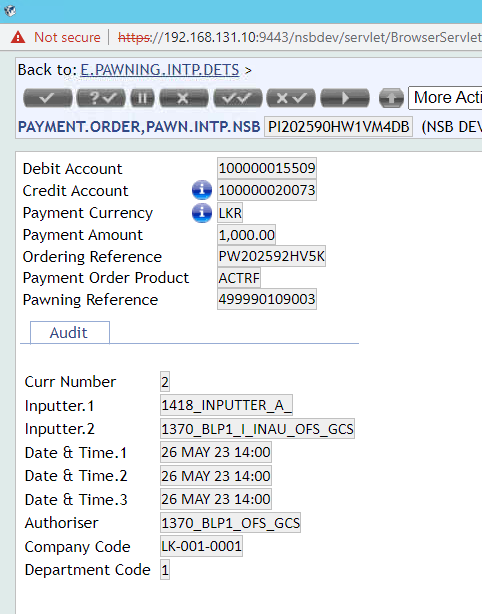 Not secure | https://192.168.131.10:9443/nsbdev/servlet/BrowserServlet
Back to: E.PAWNING.INTP.DETS >
More Acti
PAYMENT.ORDER,PAWN.INTP.NSB PI202590HW1VM4DB (NSB DEV
Debit Account 100000015509
Credit Account 100000020073
Payment Currency LKR
Payment Amount 1,000.00
Ordering Reference PW202592HV5K
Payment Order Product ACTRF
Pawning Reference 499990109003
Audit
Curr Number 2
Inputter.1 1418_INPUTTER_A_
Inputter.2 1370_BLP1_I_INAU_OFS_GCS
Date & Time.1 26 MAY 23 14:00
Date & Time.2 26 MAY 23 14:00
Date & Time.3 26 MAY 23 14:00
Authoriser 1370_BLP1_OFS_GCS
Company Code LK-001-0001
Department Code 1